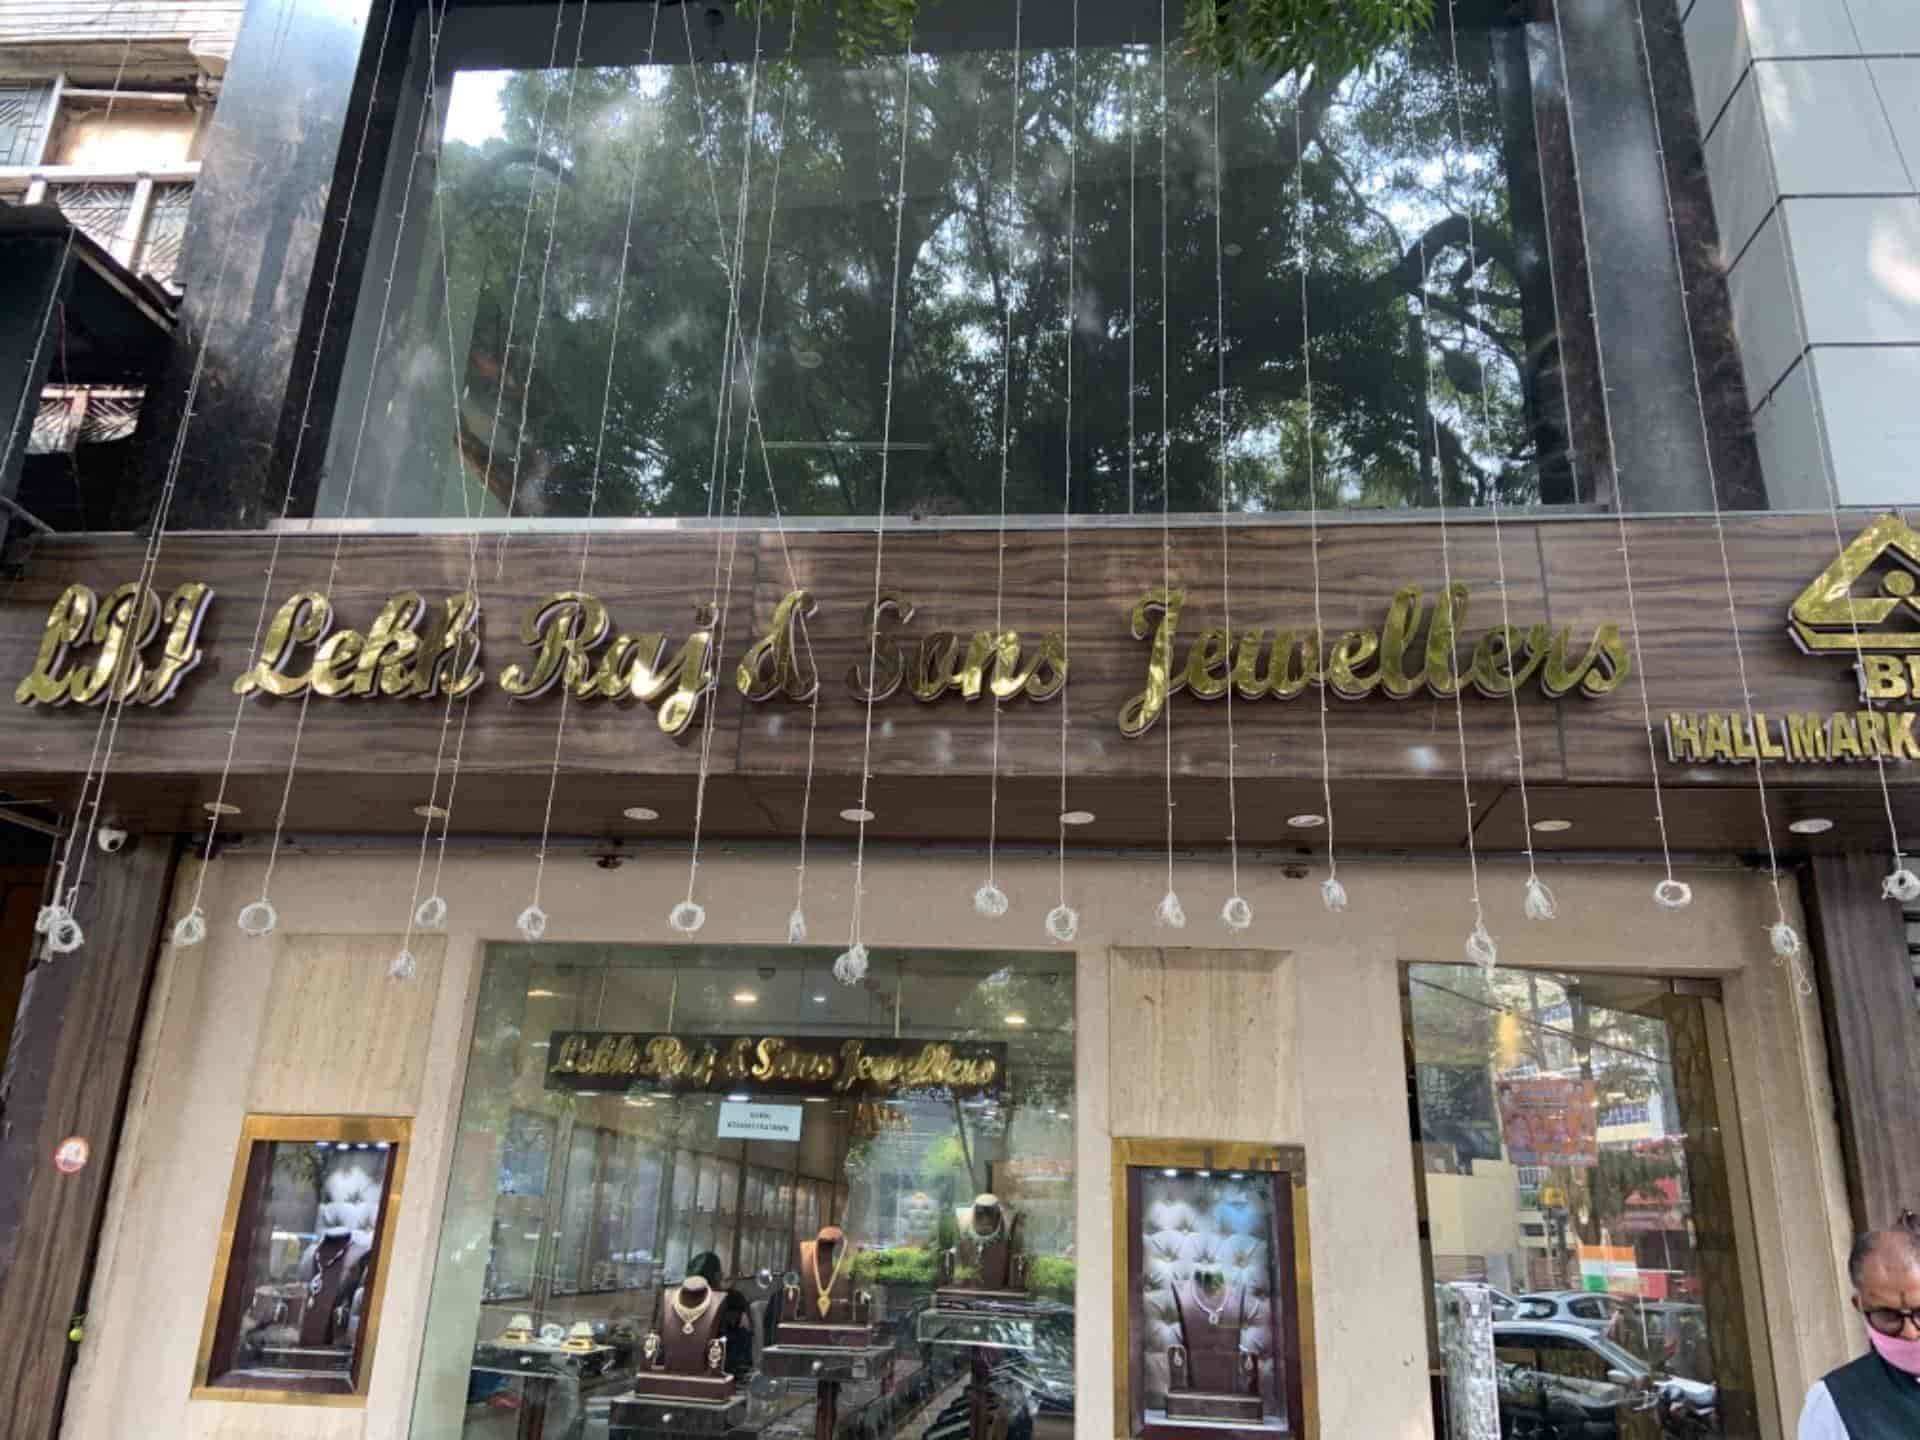 LRJ Lekh Raj & Sons Jewellers
HALLMARK
Lekh Raj & Sons Jewellers